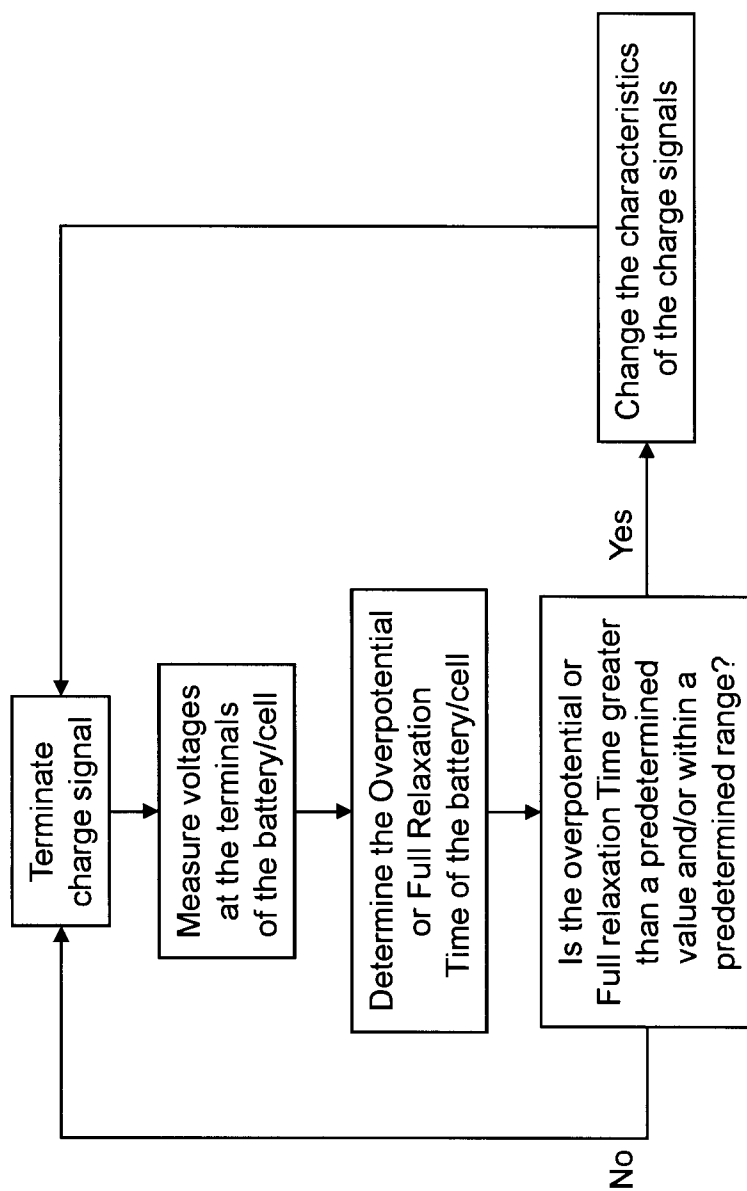 Terminate
charge signal
Measure voltages
at the terminals
of the battery/cell
Determine the Overpotential
or Full Relaxation
Time of the battery/cell
Is the overpotential or
Full relaxation Time greater
than a predetermined
value and/or within a
predetermined range?
No
Yes
Change the characteristics
of the charge signals